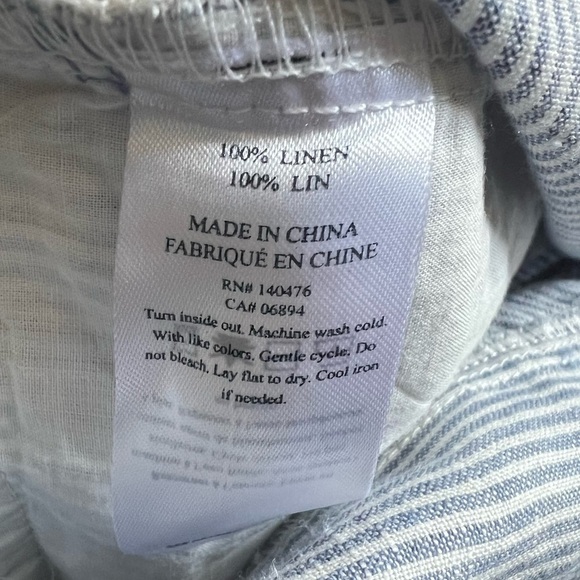 100% LINEN
100% LIN
MADE IN CHINA
FABRIQUÉ EN CHINE
RN# 140476
CA# 06894
Turn inside out. Machine wash cold.
With like colors. Gentle cycle. Do
not bleach. Lay flat to dry. Cool iron
if needed.